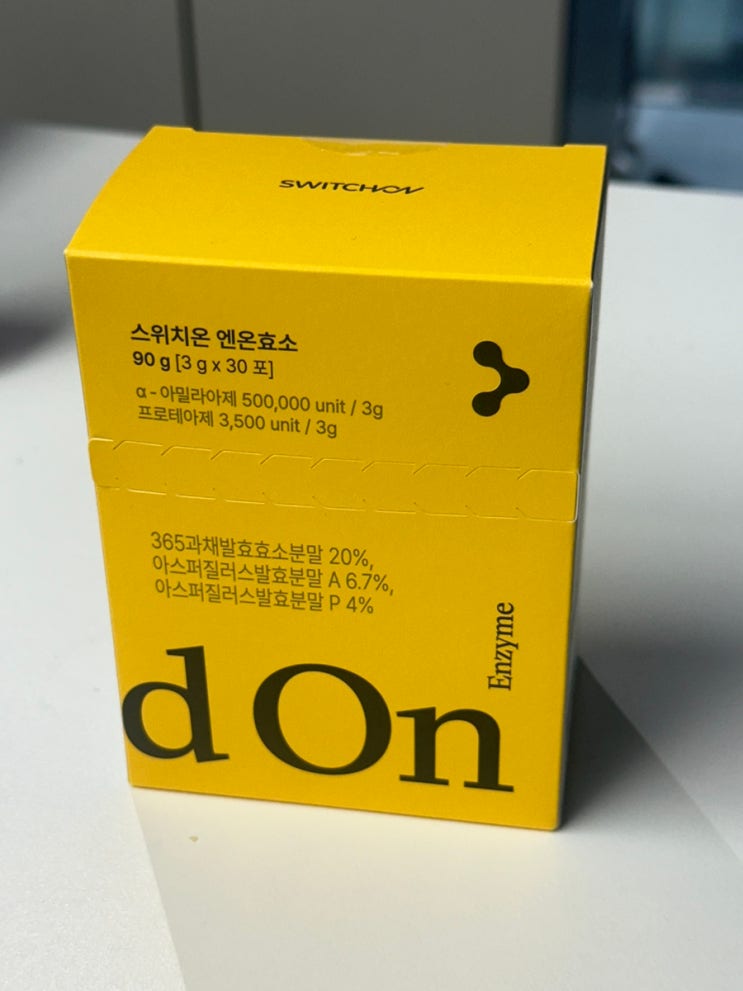 SWITCHON
스위치온 엔온효소
90 g [3 g x 30 포]
α - 아밀라아제 500,000 unit / 3g
프로테아제 3,500 unit / 3g
365과채발효효소분말 20%,
아스퍼질러스발효분말 A 6.7%,
아스퍼질러스발효분말 P 4%
Enzyme
d On